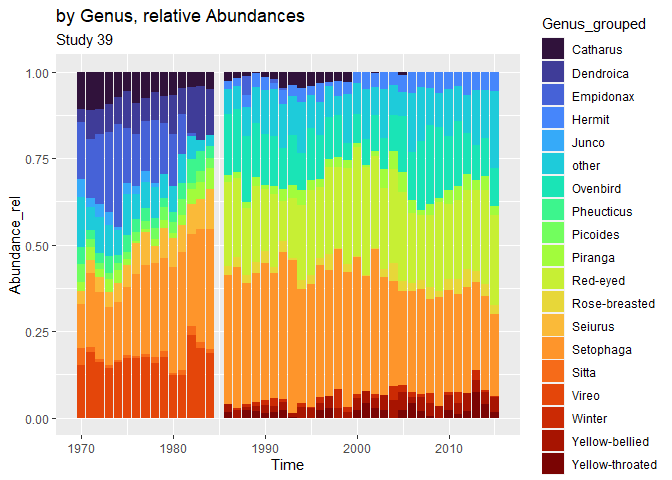 by Genus, relative Abundances
Study 39
Abundance_rel
1.00
0.75
0.50
0.25
0.00
1970
1980
1990
2000
2010
Time
Genus_grouped
Catharus
Dendroica
Empidonax
Hermit
Junco
other
Ovenbird
Pheucticus
Picoides
Piranga
Red-eyed
Rose-breasted
Seiurus
Setophaga
Sitta
Vireo
Winter
Yellow-bellied
Yellow-throated